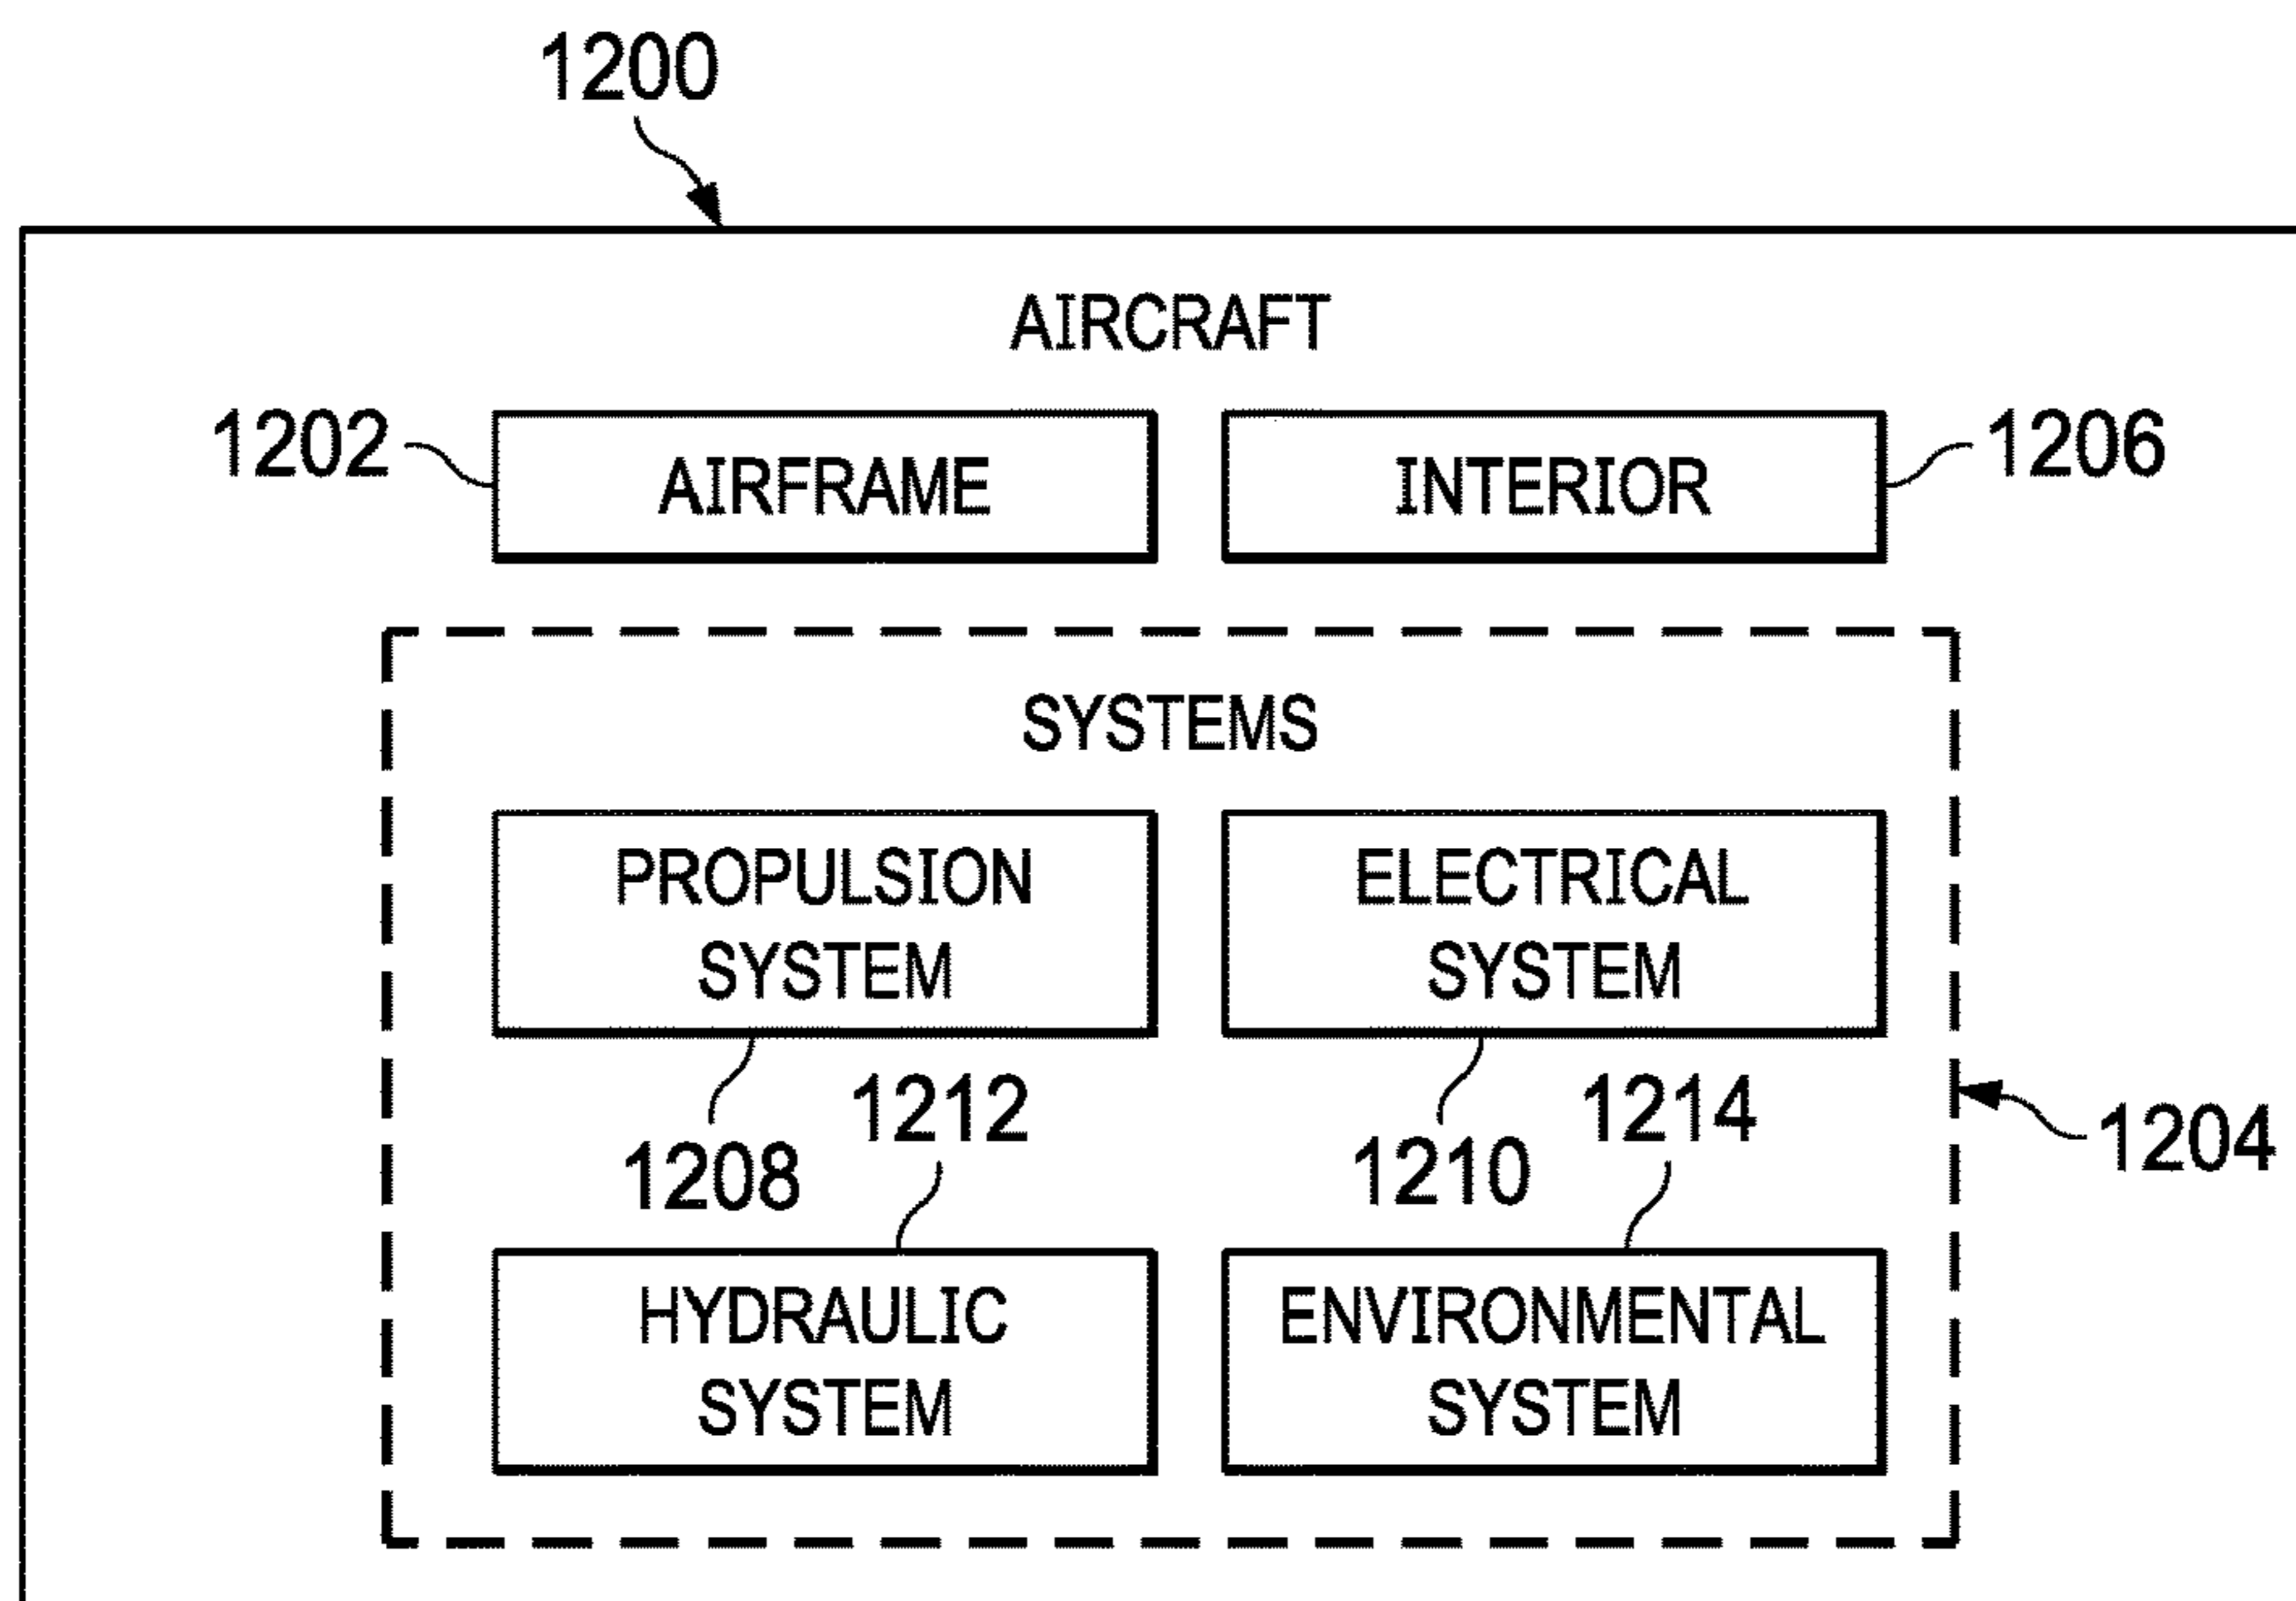 1200
AIRCRAFT
1202
AIRFRAME
INTERIOR
1206
SYSTEMS
PROPULSION
SYSTEM
ELECTRICAL
SYSTEM
1208
1212
1210
1214
1204
HYDRAULIC
SYSTEM
ENVIRONMENTAL
SYSTEM